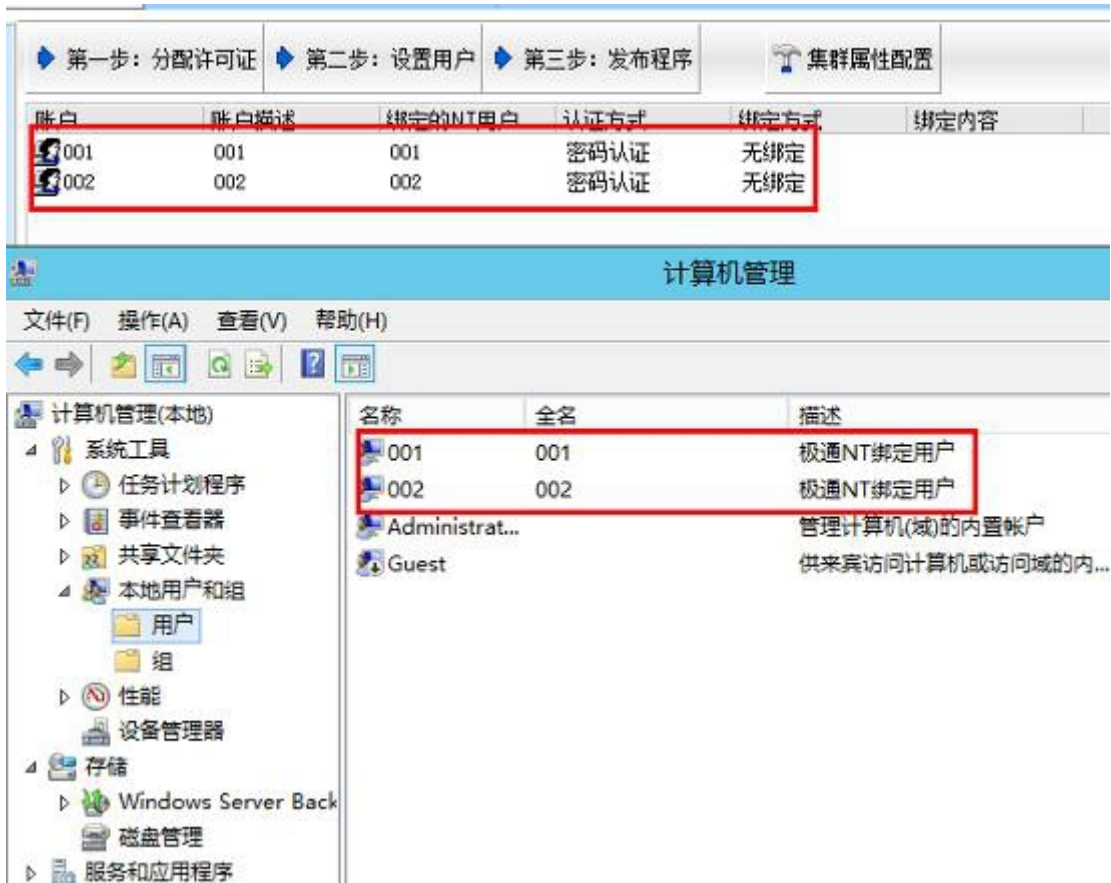 第一步：分配许可证 第二步：设置用户 第三步：发布程序 集群属性配置
账户 账户描述 绑定的NT用户 认证方式 绑定方式 绑定内容
001 001 001 密码认证 无绑定
002 002 002 密码认证 无绑定
计算机管理
文件(F) 操作(A) 查看(V) 帮助(H)
计算机管理(本地)
系统工具
任务计划程序
事件查看器
共享文件夹
本地用户和组
用户
组
性能
设备管理器
存储
Windows Server Back
磁盘管理
服务和应用程序
名称 全名 描述
001 001 极通NT绑定用户
002 002 极通NT绑定用户
Administrat... 管理计算机(域)的内置帐户
Guest 供来宾访问计算机或访问域的内...